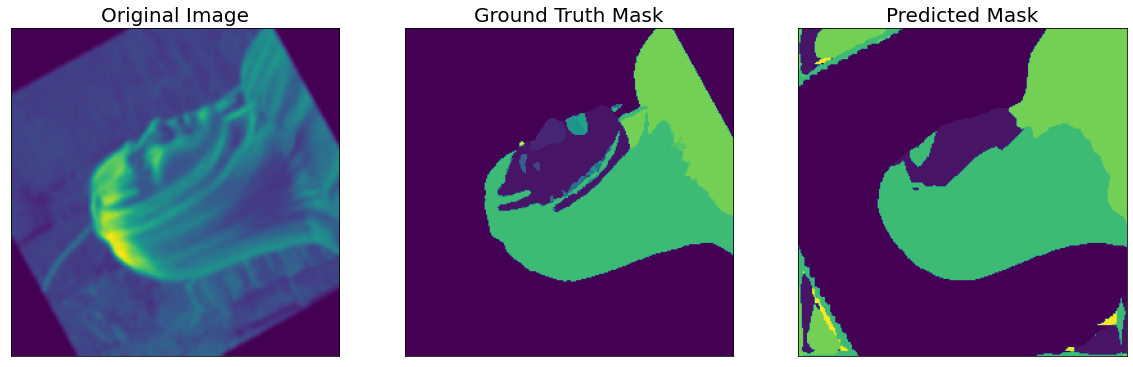 Original Image
Ground Truth Mask
Predicted Mask